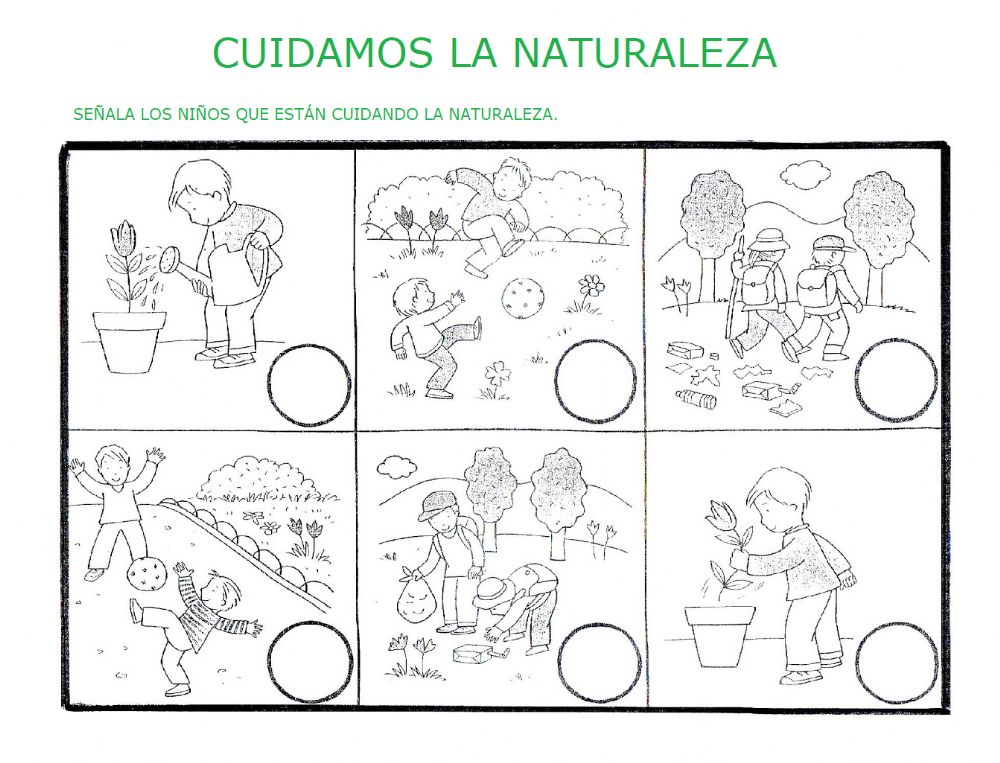 CUIDAMOS LA NATURALEZA
SEÑALA LOS NIÑOS QUE ESTÁN CUIDANDO LA NATURALEZA.